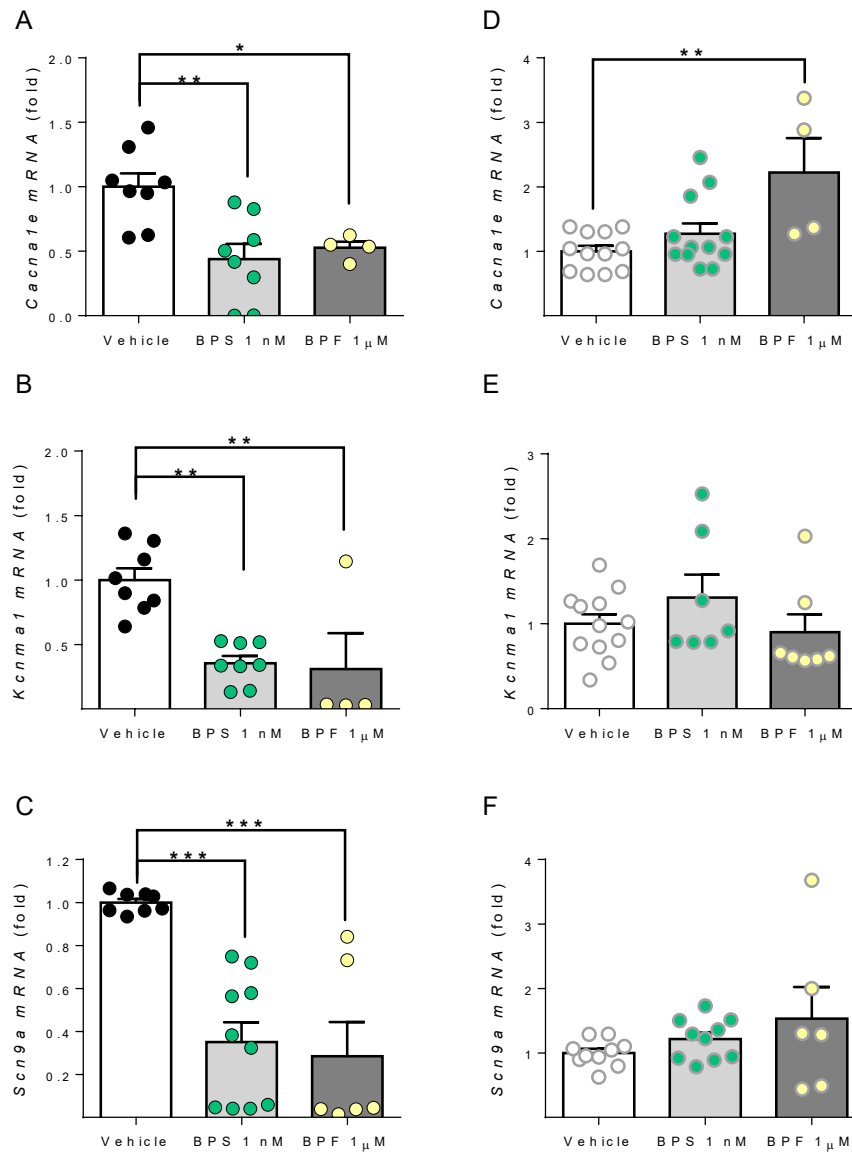 A
Cacna1e mRNA (fold)
2.0
1.5
1.0
0.5
0.0
*
**
Vehicle BPS 1 nM BPF 1 μM
D
Cacna1e mRNA (fold)
4
3
2
1
0
**
Vehicle BPS 1 nM BPF 1 μM
B
Kcnma1 mRNA (fold)
2.0
1.5
1.0
0.5
**
**
Vehicle BPS 1 nM BPF 1 μM
E
Kcnma1 mRNA (fold)
3
2
1
0
Vehicle BPS 1 nM BPF 1 μM
C
Scn9a mRNA (fold)
1.2
1.0
0.8
0.6
0.4
0.2
***
***
Vehicle BPS 1 nM BPF 1 μM
F
Scn9a mRNA (fold)
4
3
2
1
0
Vehicle BPS 1 nM BPF 1 μM